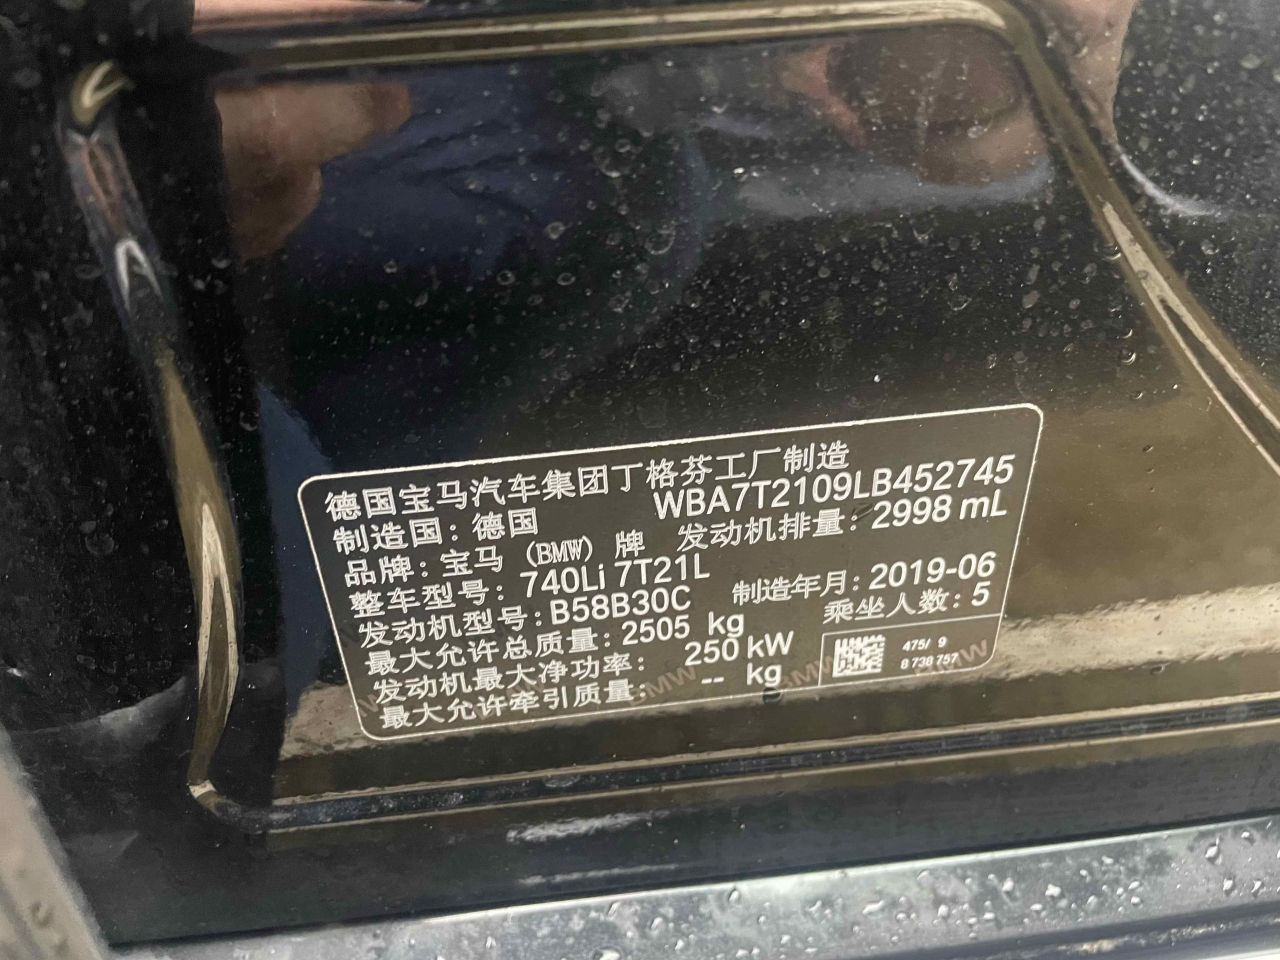 德国宝马汽车集团丁格芬工厂制造
制造国：德国 WBA7T2109LB452745
品牌：宝马（BMW）牌 发动机排量：2998 mL
整车型号：740Li 7T21L
发动机型号：B58B30C 制造年月：2019-06
最大允许总质量：2505 kg 乘坐人数：5
发动机最大净功率： 250 kW
最大允许牵引质量： -- kg
475/ 9
8 738 757